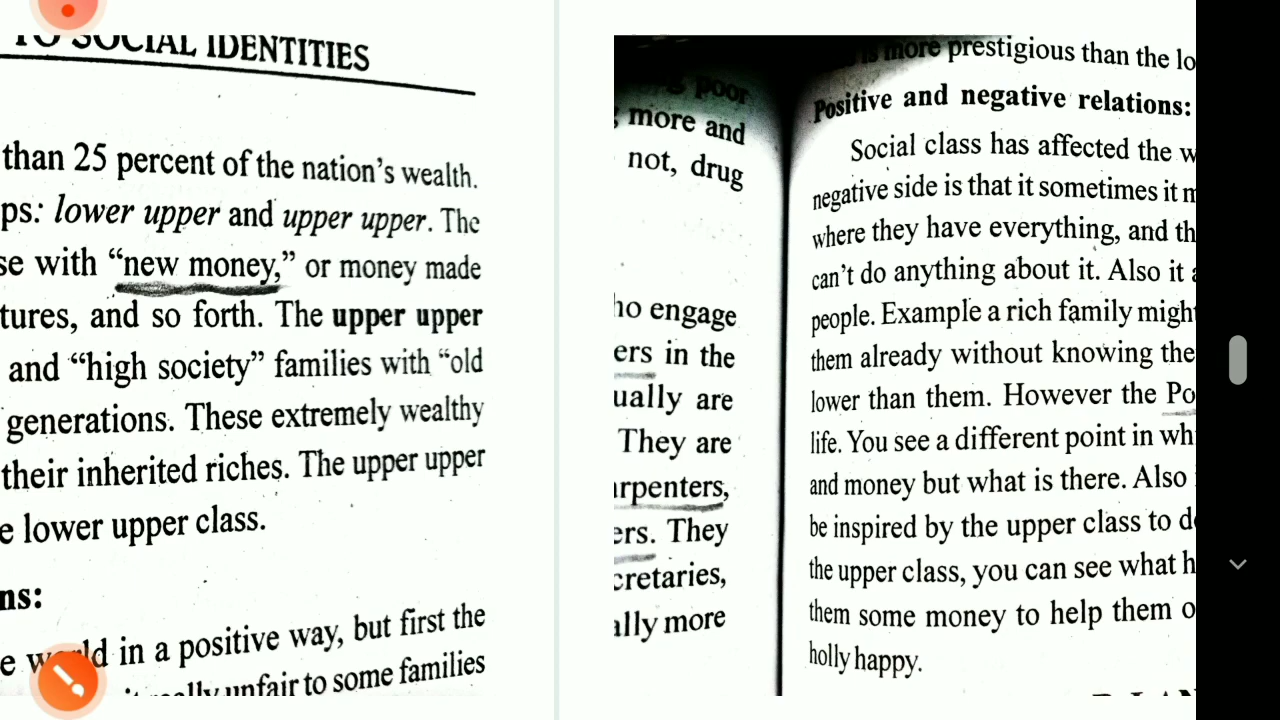 TO SOCIAL IDENTITIES
than 25 percent of the nation's wealth.
ps: lower upper and upper upper. The
se with "new money," or money made
tures, and so forth. The upper upper
and "high society" families with "old
generations. These extremely wealthy
their inherited riches. The upper upper
e lower upper class.
ns:
e world in a positive way, but first the
really unfair to some families
poor
more and
not, drug
ho engage
ers in the
ually are
They are
arpenters,
ers. They
cretaries,
ally more
is more prestigious than the lo
Positive and negative relations:
Social class has affected the w
negative side is that it sometimes it m
where they have everything, and th
can't do anything about it. Also it a
people. Example a rich family might
them already without knowing the
lower than them. However the Po
life. You see a different point in wh
and money but what is there. Also
be inspired by the upper class to d
the upper class, you can see what h
them some money to help them o
holly happy.